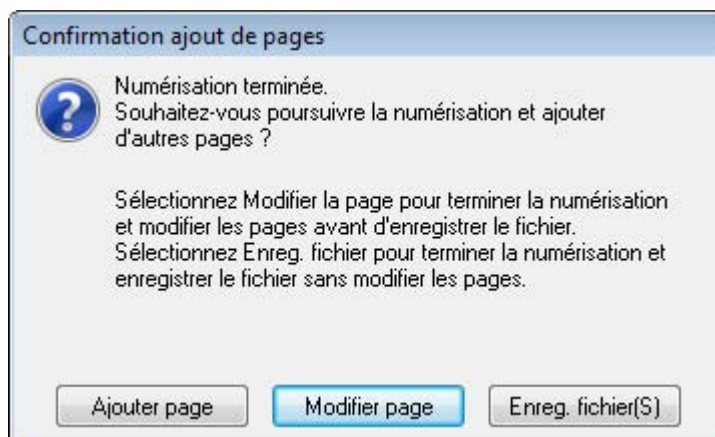 Confirmation ajout de pages
Numérisation terminée.
Souhaitez-vous poursuivre la numérisation et ajouter
d'autres pages ?
Sélectionnez Modifier la page pour terminer la numérisation
et modifier les pages avant d'enregistrer le fichier.
Sélectionnez Enreg. fichier pour terminer la numérisation et
enregistrer le fichier sans modifier les pages.
Ajouter page
Modifier page
Enreg. fichier(S)